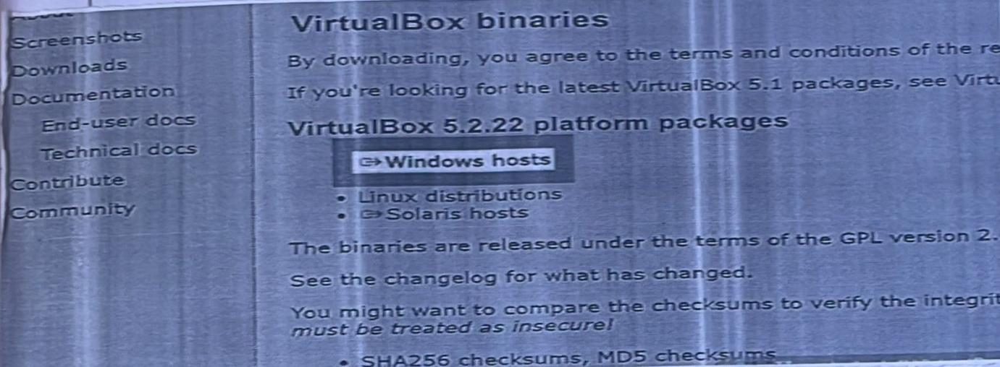 Screenshots
Downloads
Documentation
End-user docs
Technical docs
Contribute
Community
VirtualBox binaries
By downloading, you agree to the terms and conditions of the re
If you're looking for the latest VirtualBox 5.1 packages, see Virtu
VirtualBox 5.2.22 platform packages
Windows hosts
• Linux distributions
• Solaris hosts
The binaries are released under the terms of the GPL version 2.
See the changelog for what has changed.
You might want to compare the checksums to verify the integrit
must be treated as insecure!
• SHA256 checksums, MD5 checksums